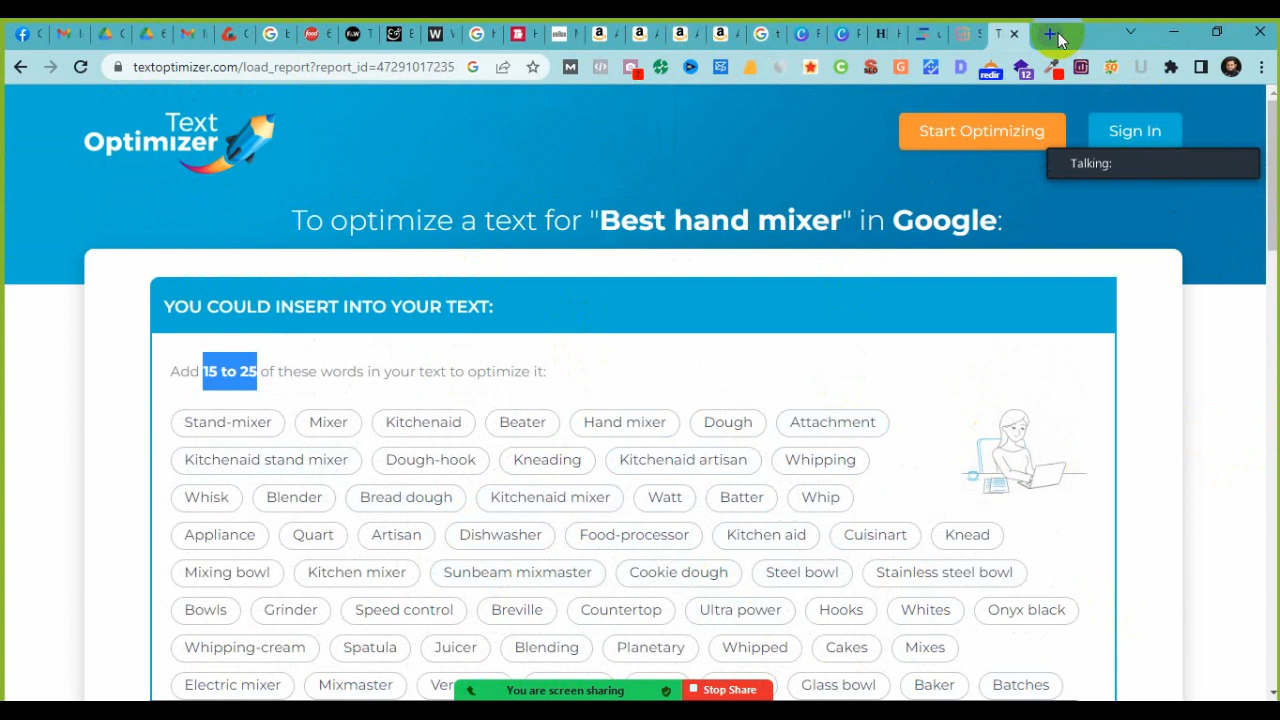 textoptimizer.com/load_report?report_id=47291017235
redir
12
Text
Optimizer
Start Optimizing
Sign In
Talking:
To optimize a text for "Best hand mixer" in Google:
YOU COULD INSERT INTO YOUR TEXT:
Add 15 to 25 of these words in your text to optimize it:
Stand-mixer Mixer Kitchenaid Beater Hand mixer Dough Attachment
Kitchenaid stand mixer Dough-hook Kneading Kitchenaid artisan Whipping
Whisk Blender Bread dough Kitchenaid mixer Watt Batter Whip
Appliance Quart Artisan Dishwasher Food-processor Kitchen aid Cuisinart Knead
Mixing bowl Kitchen mixer Sunbeam mixmaster Cookie dough Steel bowl Stainless steel bowl
Bowls Grinder Speed control Breville Countertop Ultra power Hooks Whites Onyx black
Whipping-cream Spatula Juicer Blending Planetary Whipped Cakes Mixes
Electric mixer Mixmaster Glass bowl Baker Batches
You are screen sharing Stop Share